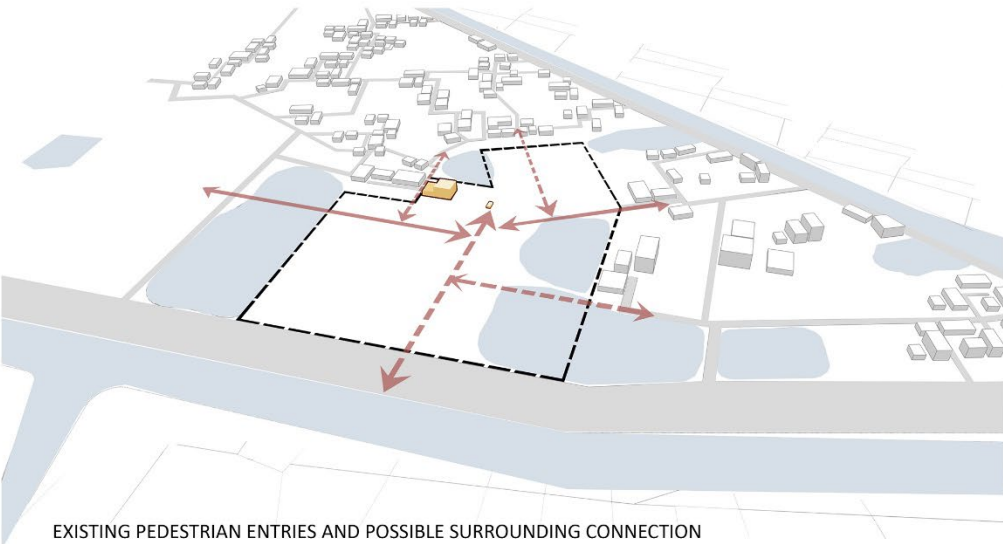 EXISTING PEDESTRIAN ENTRIES AND POSSIBLE SURROUNDING CONNECTION